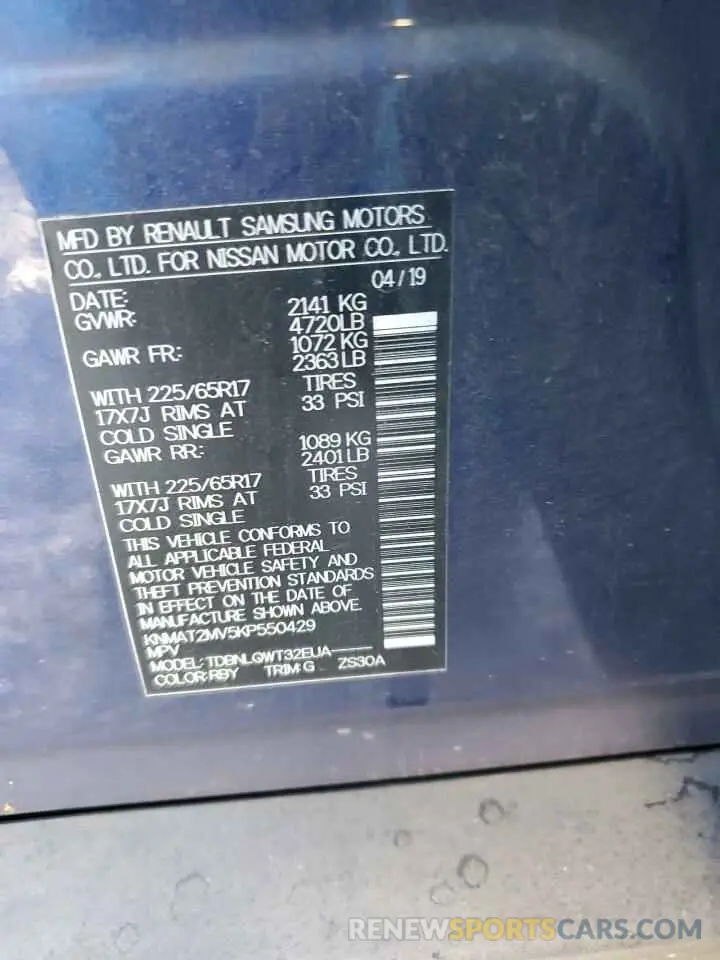 MFD BY RENAULT SAMSUNG MOTORS
CO., LTD. FOR NISSAN MOTOR CO., LTD.
DATE: 04/19
GVWR: 2141 KG
4720LB
GAWR FR: 1072 KG
2363LB
WITH 225/65R17 TIRES
17X7J RIMS AT 33 PSI
COLD SINGLE
GAWR RR: 1089 KG
2401LB
WITH 225/65R17 TIRES
17X7J RIMS AT 33 PSI
COLD SINGLE
THIS VEHICLE CONFORMS TO
ALL APPLICABLE FEDERAL
MOTOR VEHICLE SAFETY AND
THEFT PREVENTION STANDARDS
IN EFFECT ON THE DATE OF
MANUFACTURE SHOWN ABOVE.
KNMAT2MV5KP550429
MPV
MODEL: TDBNLGWT32EUA-----
COLOR: RBY TRIM: G ZS30A
RENEWSPORTSCARS.COM